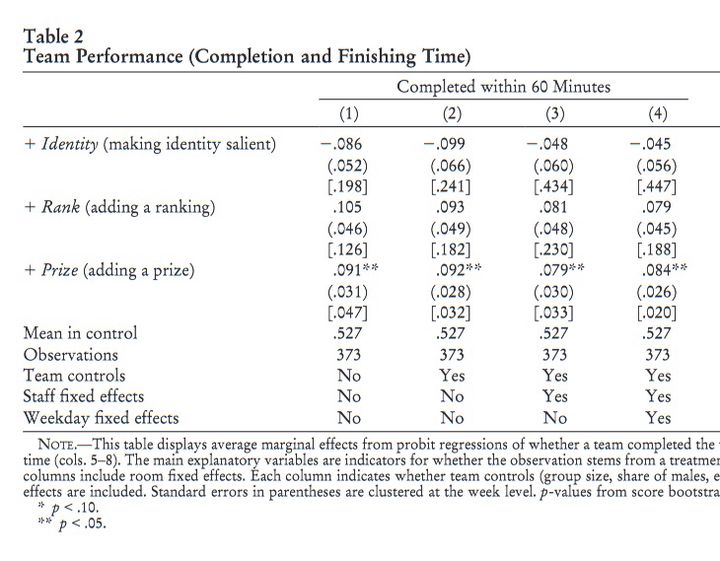 Table 2
Team Performance (Completion and Finishing Time)
Completed within 60 Minutes
(1) (2) (3) (4)
+ Identity (making identity salient) −.086 −.099 −.048 −.045
(.052) (.066) (.060) (.056)
[.198] [.241] [.434] [.447]
+ Rank (adding a ranking) .105 .093 .081 .079
(.046) (.049) (.048) (.045)
[.126] [.182] [.230] [.188]
+ Prize (adding a prize) .091** .092** .079** .084**
(.031) (.028) (.030) (.026)
[.047] [.032] [.033] [.020]
Mean in control .527 .527 .527 .527
Observations 373 373 373 373
Team controls No Yes Yes Yes
Staff fixed effects No No Yes Yes
Weekday fixed effects No No No Yes
NOTE.—This table displays average marginal effects from probit regressions of whether a team completed the
time (cols. 5–8). The main explanatory variables are indicators for whether the observation stems from a
columns include room fixed effects. Each column indicates whether team controls (group size, share of males,
effects are included. Standard errors in parentheses are clustered at the week level. p-values from score
* p < .10.
** p < .05.